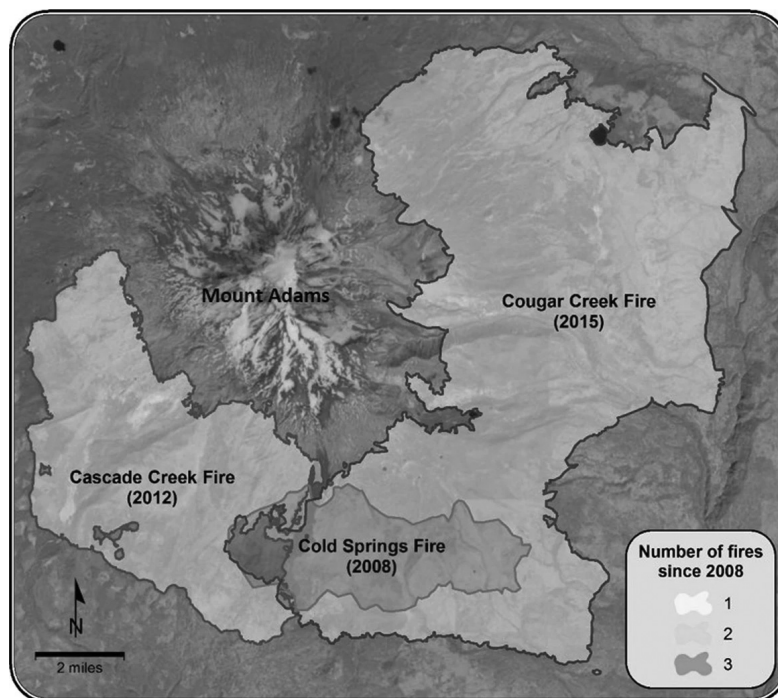 Mount Adams
Cougar Creek Fire
(2015)
Cascade Creek Fire
(2012)
Cold Springs Fire
(2008)
Number of fires
since 2008
1
2
3
N
2 miles